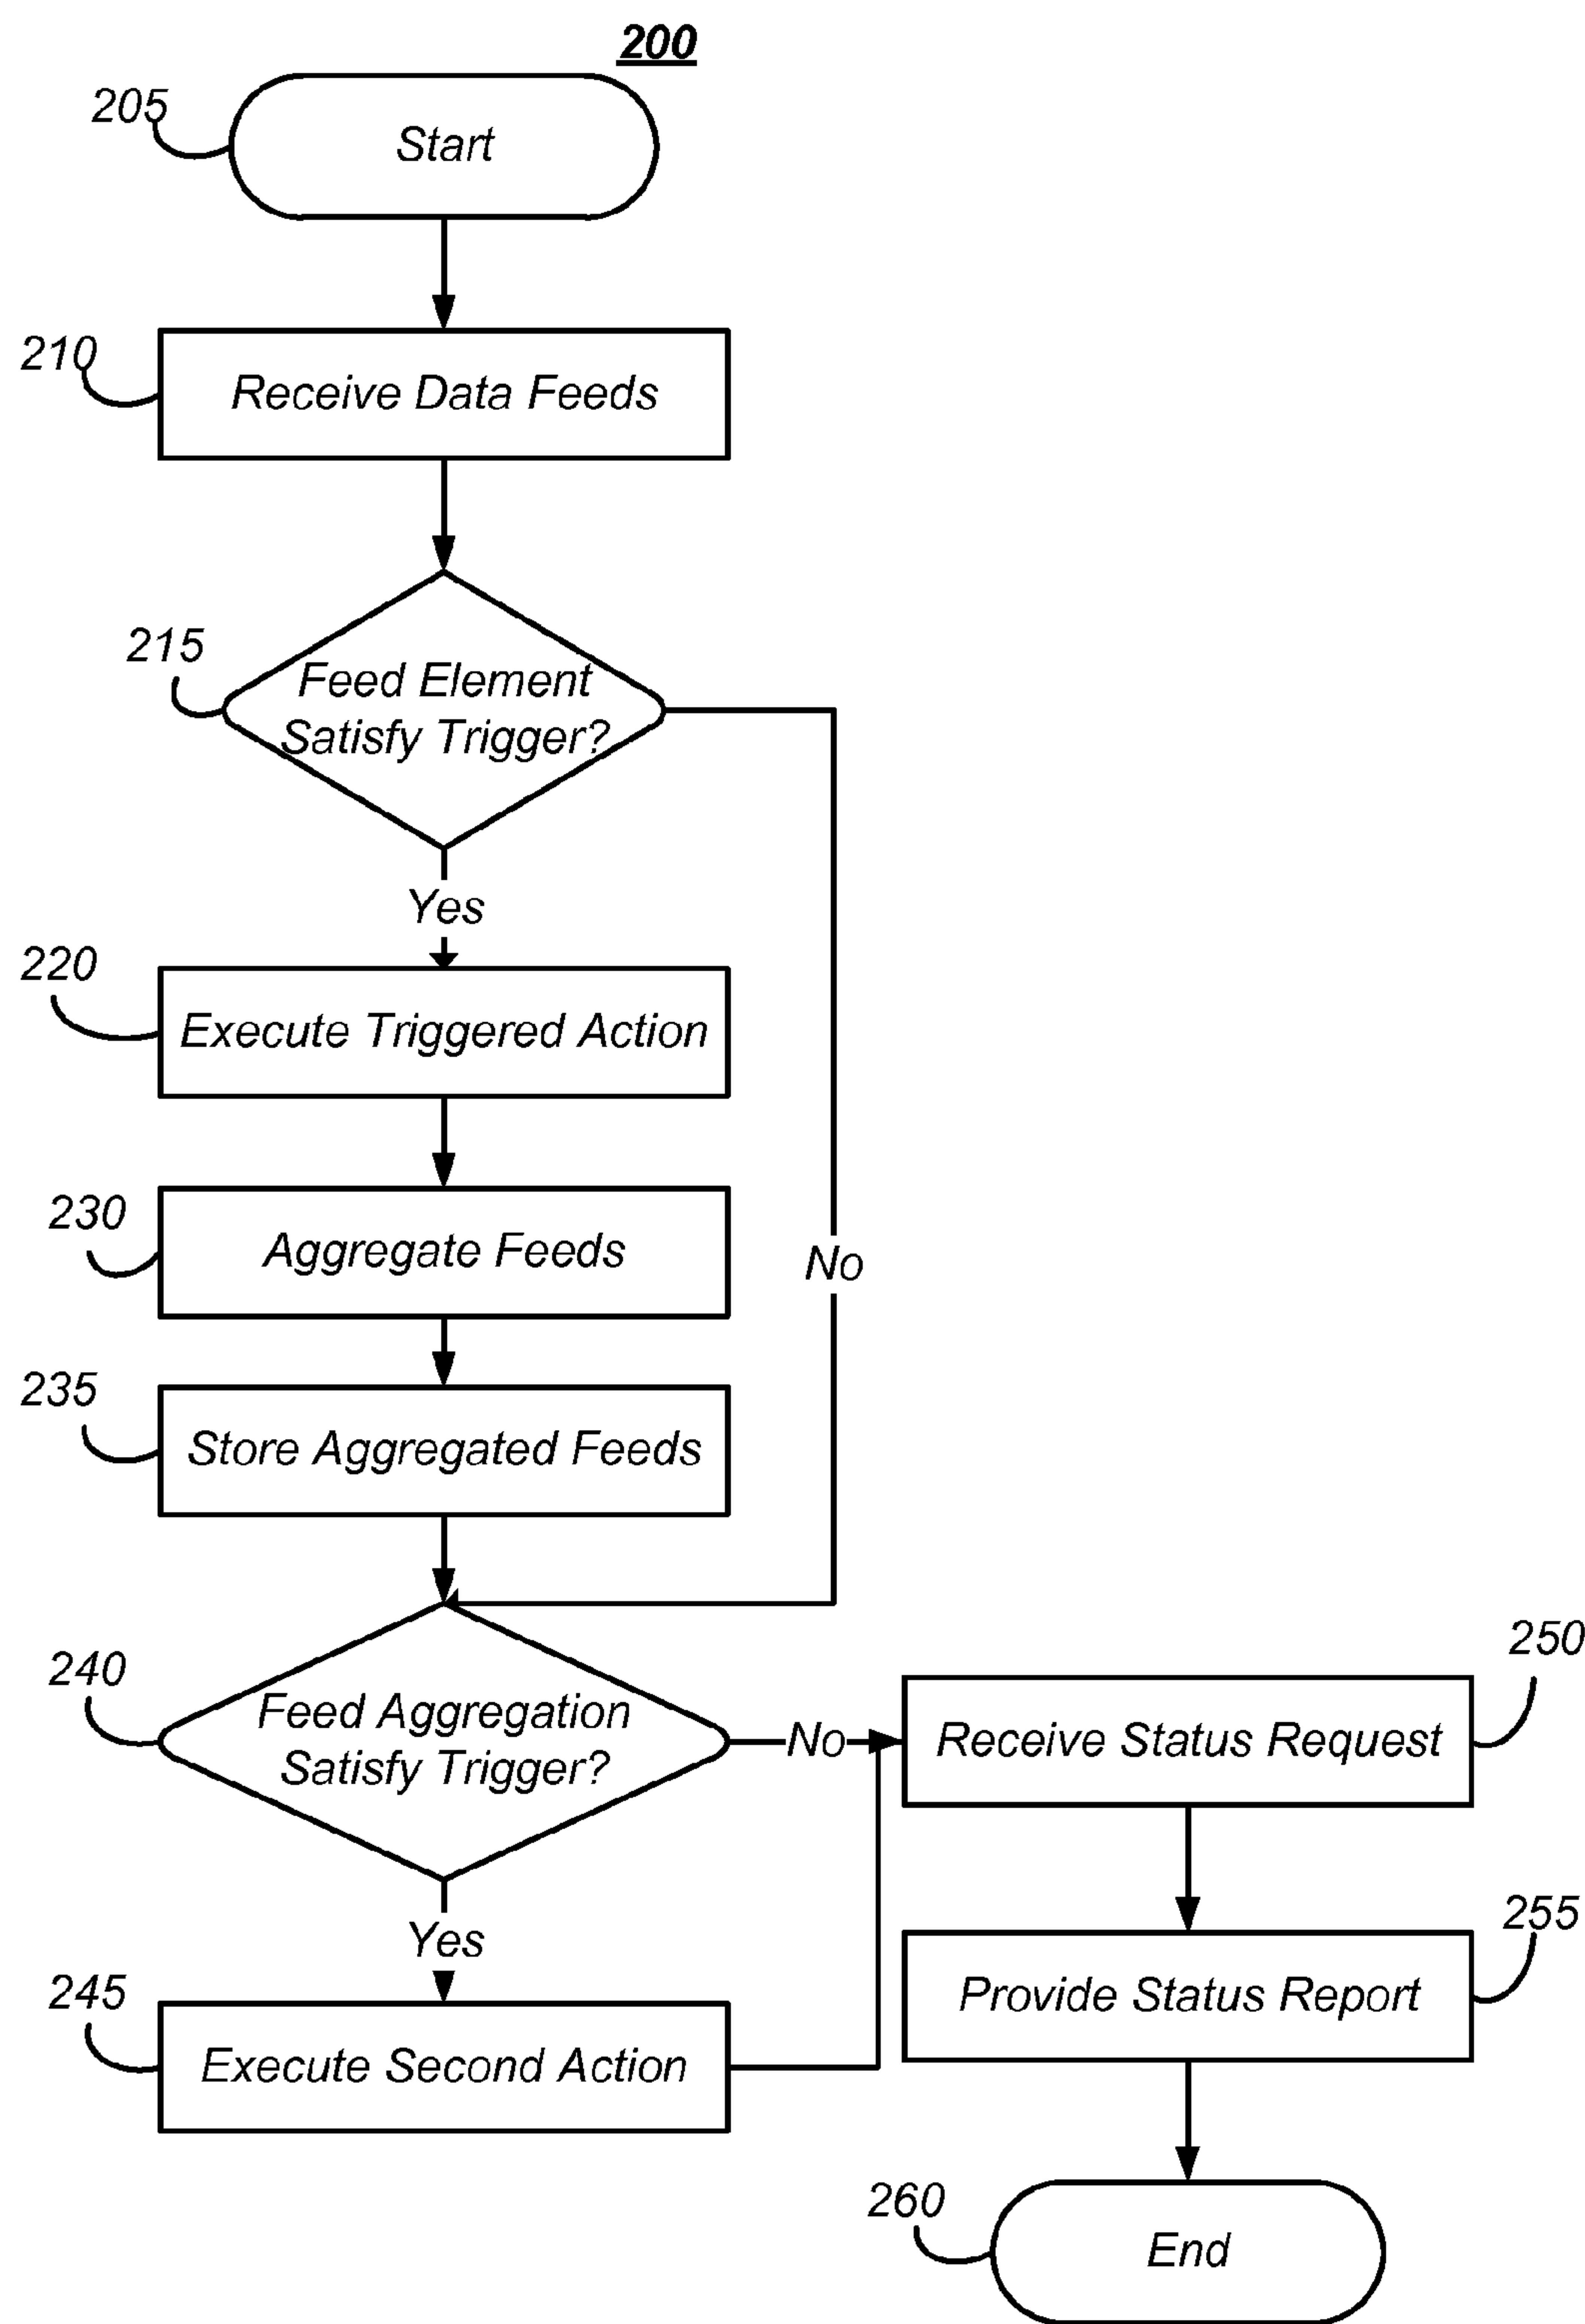 200
205
Start
210
Receive Data Feeds
215
Feed Element
Satisfy Trigger?
Yes
220
Execute Triggered Action
230
Aggregate Feeds
No
235
Store Aggregated Feeds
240
Feed Aggregation
Satisfy Trigger?
No
250
Receive Status Request
Yes
255
Provide Status Report
245
Execute Second Action
260
End